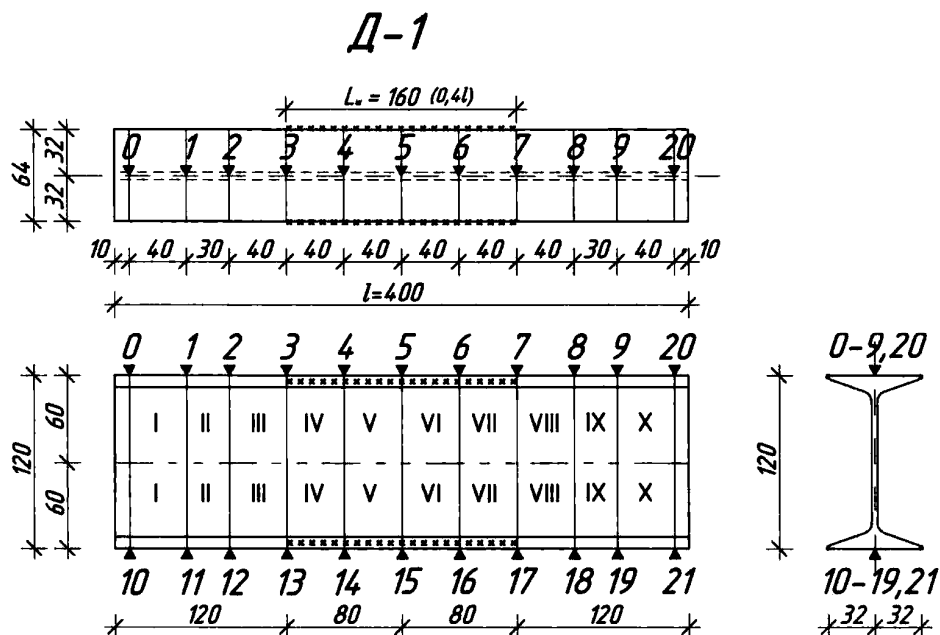 Д-1
Lн = 160 (0,4l)
0 1 2 3 4 5 6 7 8 9 20
64 32 32
10 40 30 40 40 40 40 40 40 30 40 10
l=400
0 1 2 3 4 5 6 7 8 9 20
0-9,20
I II III IV V VI VII VIII IX X
120 60 60
120
I II III IV V VI VII VIII IX X
10 11 12 13 14 15 16 17 18 19 21
10-19,21
120 80 80 120
32 32